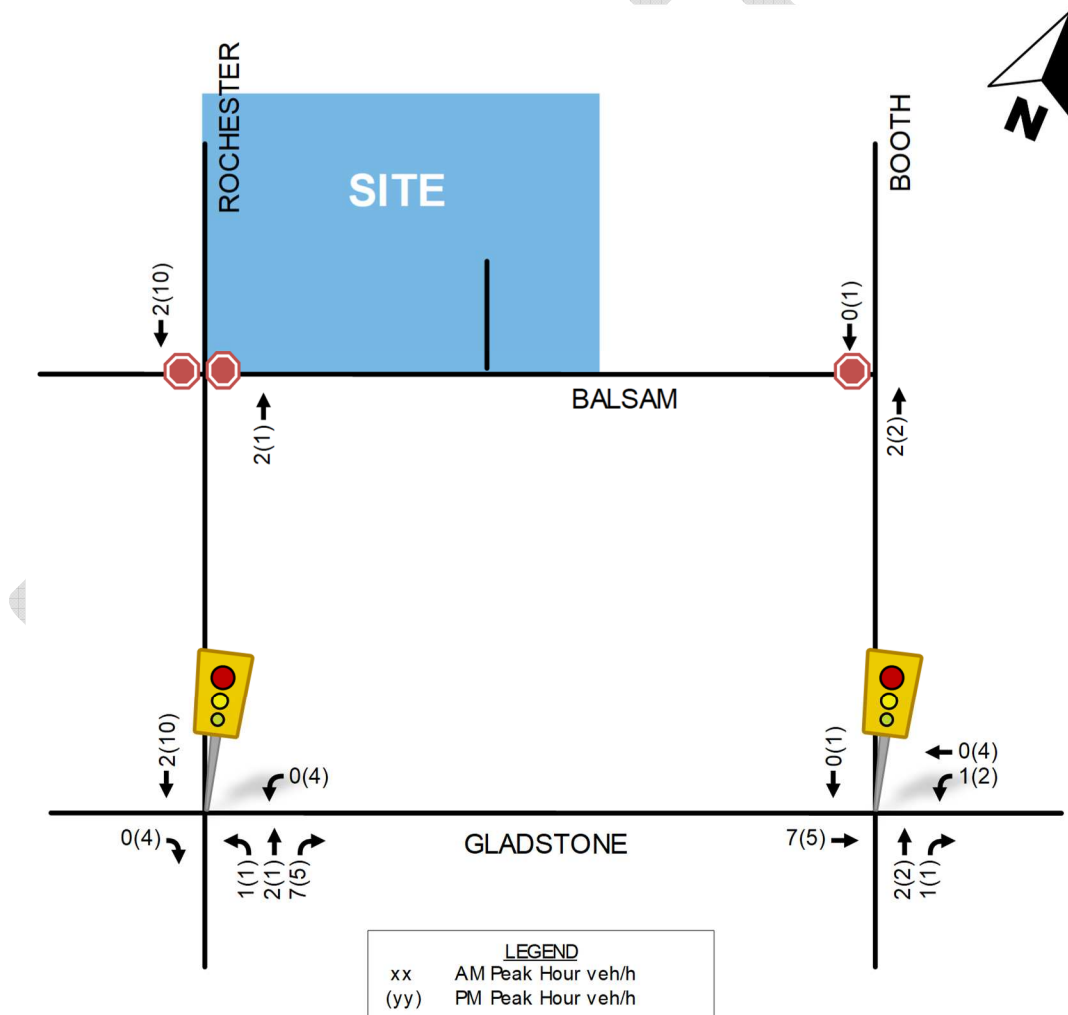 ROCHESTER
BOOTH
N
SITE
2(10)
0(1)
BALSAM
2(1)
2(2)
2(10)
0(4)
0(1)
0(4)
1(2)
0(4)
1(1)
2(1)
7(5)
GLADSTONE
7(5)
2(2)
1(1)
LEGEND
xx AM Peak Hour veh/h
(yy) PM Peak Hour veh/h